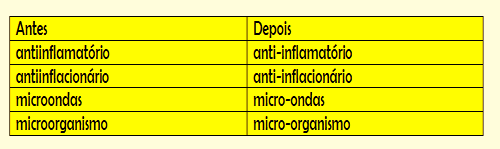 Antes Depois
antiinflamatório anti-inflamatório
antiinflacionário anti-inflacionário
microondas micro-ondas
microorganismo micro-organismo